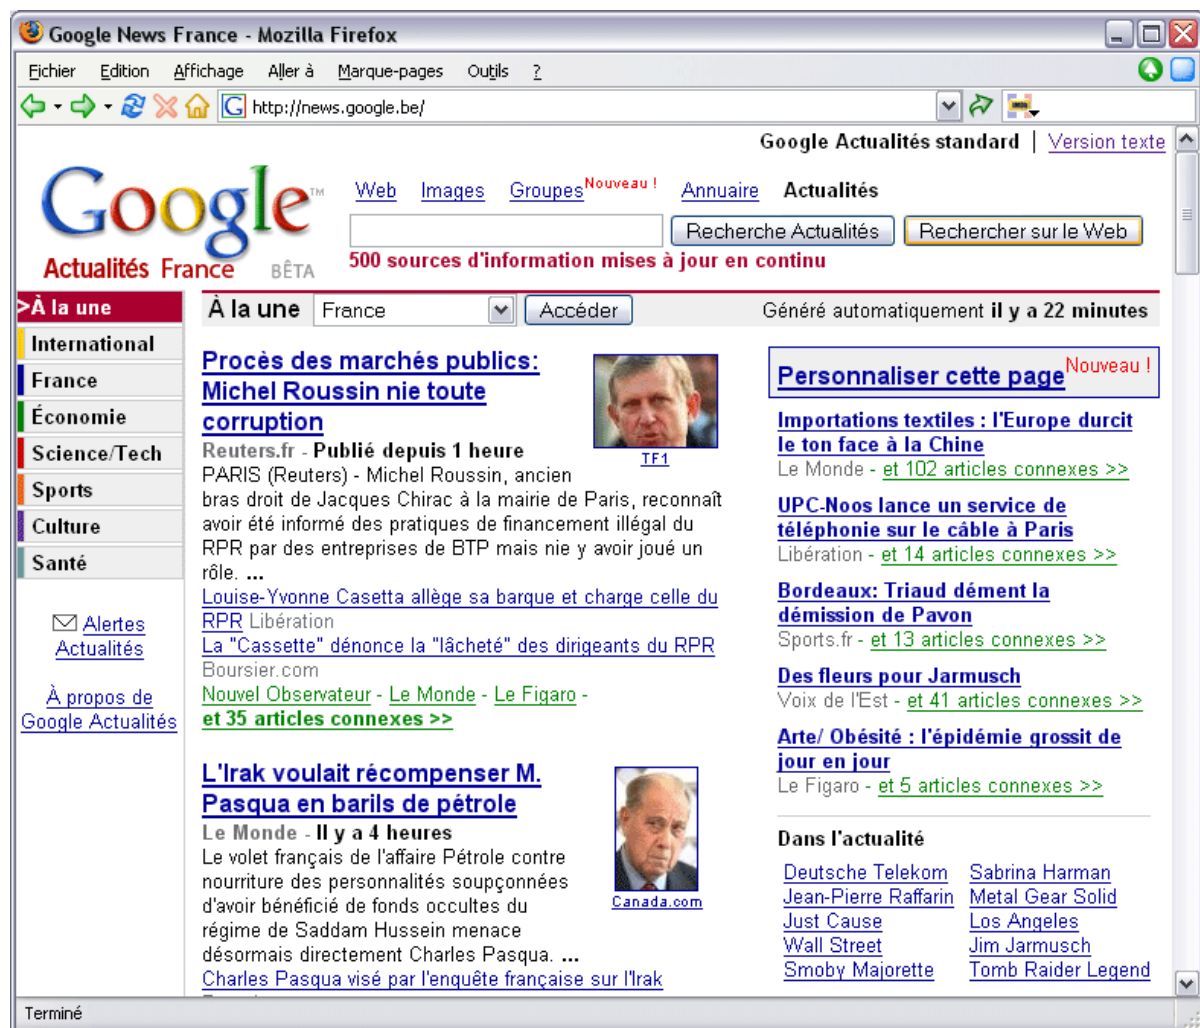 Google News France - Mozilla Firefox
Fichier Edition Affichage Aller à Marque-pages Outils ?
G http://news.google.be/
Google Actualités standard | Version texte
Google™
Actualités France BÊTA
Web Images Groupes Nouveau ! Annuaire Actualités
Recherche Actualités Rechercher sur le Web
500 sources d'information mises à jour en continu
>À la une
International
France
Économie
Science/Tech
Sports
Culture
Santé
Alertes
Actualités
À propos de
Google Actualités
À la une France Accéder Généré automatiquement il y a 22 minutes
Procès des marchés publics:
Michel Roussin nie toute
corruption
TF1
Reuters.fr - Publié depuis 1 heure
PARIS (Reuters) - Michel Roussin, ancien
bras droit de Jacques Chirac à la mairie de Paris, reconnaît
avoir été informé des pratiques de financement illégal du
RPR par des entreprises de BTP mais nie y avoir joué un
rôle. ...
Louise-Yvonne Casetta allège sa barque et charge celle du
RPR Libération
La "Cassette" dénonce la "lâcheté" des dirigeants du RPR
Boursier.com
Nouvel Observateur - Le Monde - Le Figaro -
et 35 articles connexes >>
L'Irak voulait récompenser M.
Pasqua en barils de pétrole
Canada.com
Le Monde - Il y a 4 heures
Le volet français de l'affaire Pétrole contre
nourriture des personnalités soupçonnées
d'avoir bénéficié de fonds occultes du
régime de Saddam Hussein menace
désormais directement Charles Pasqua. ...
Charles Pasqua visé par l'enquête française sur l'Irak
Personnaliser cette page Nouveau !
Importations textiles : l'Europe durcit
le ton face à la Chine
Le Monde - et 102 articles connexes >>
UPC-Noos lance un service de
téléphonie sur le câble à Paris
Libération - et 14 articles connexes >>
Bordeaux: Triaud dément la
démission de Pavon
Sports.fr - et 13 articles connexes >>
Des fleurs pour Jarmusch
Voix de l'Est - et 41 articles connexes >>
Arte/ Obésité : l'épidémie grossit de
jour en jour
Le Figaro - et 5 articles connexes >>
Dans l'actualité
Deutsche Telekom Sabrina Harman
Jean-Pierre Raffarin Metal Gear Solid
Just Cause Los Angeles
Wall Street Jim Jarmusch
Smoby Majorette Tomb Raider Legend
Terminé